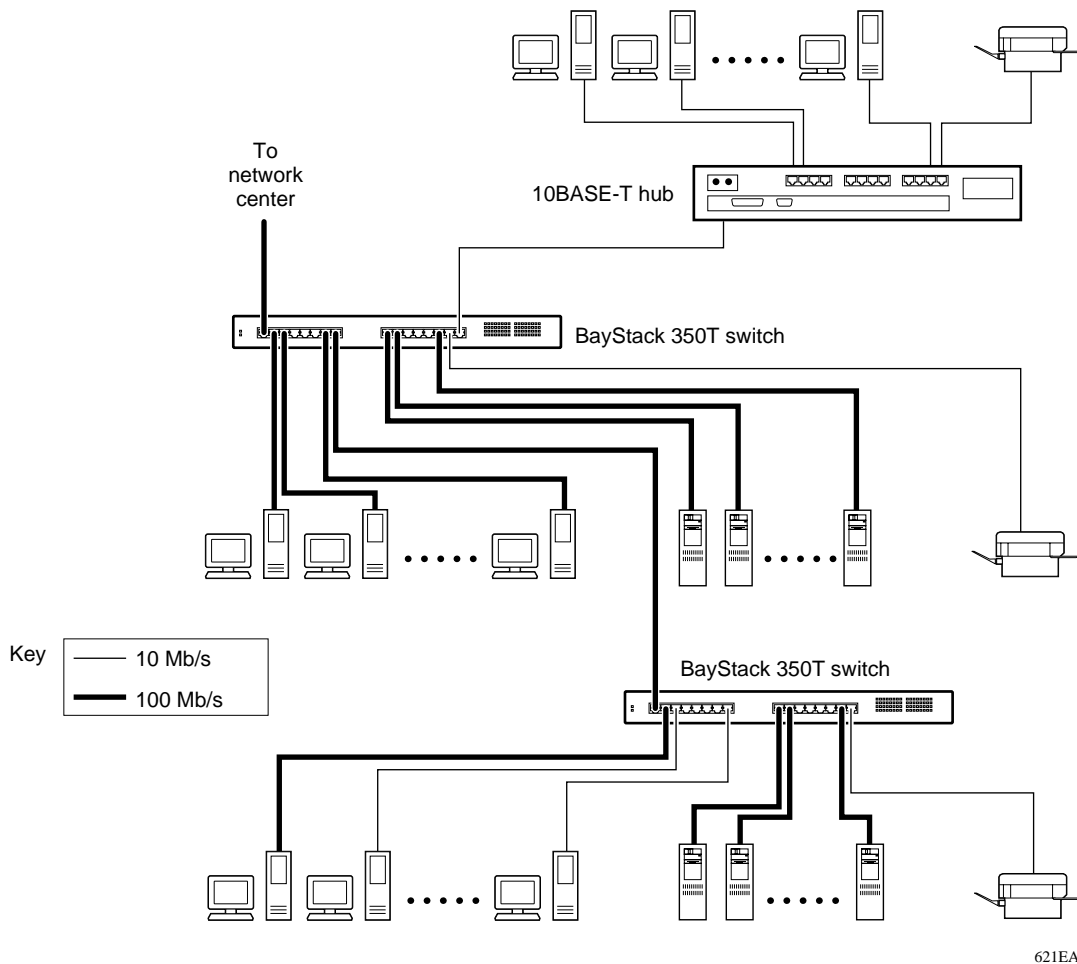 To
network
center
10BASE-T hub
BayStack 350T switch
Key
10 Mb/s
100 Mb/s
BayStack 350T switch
621EA